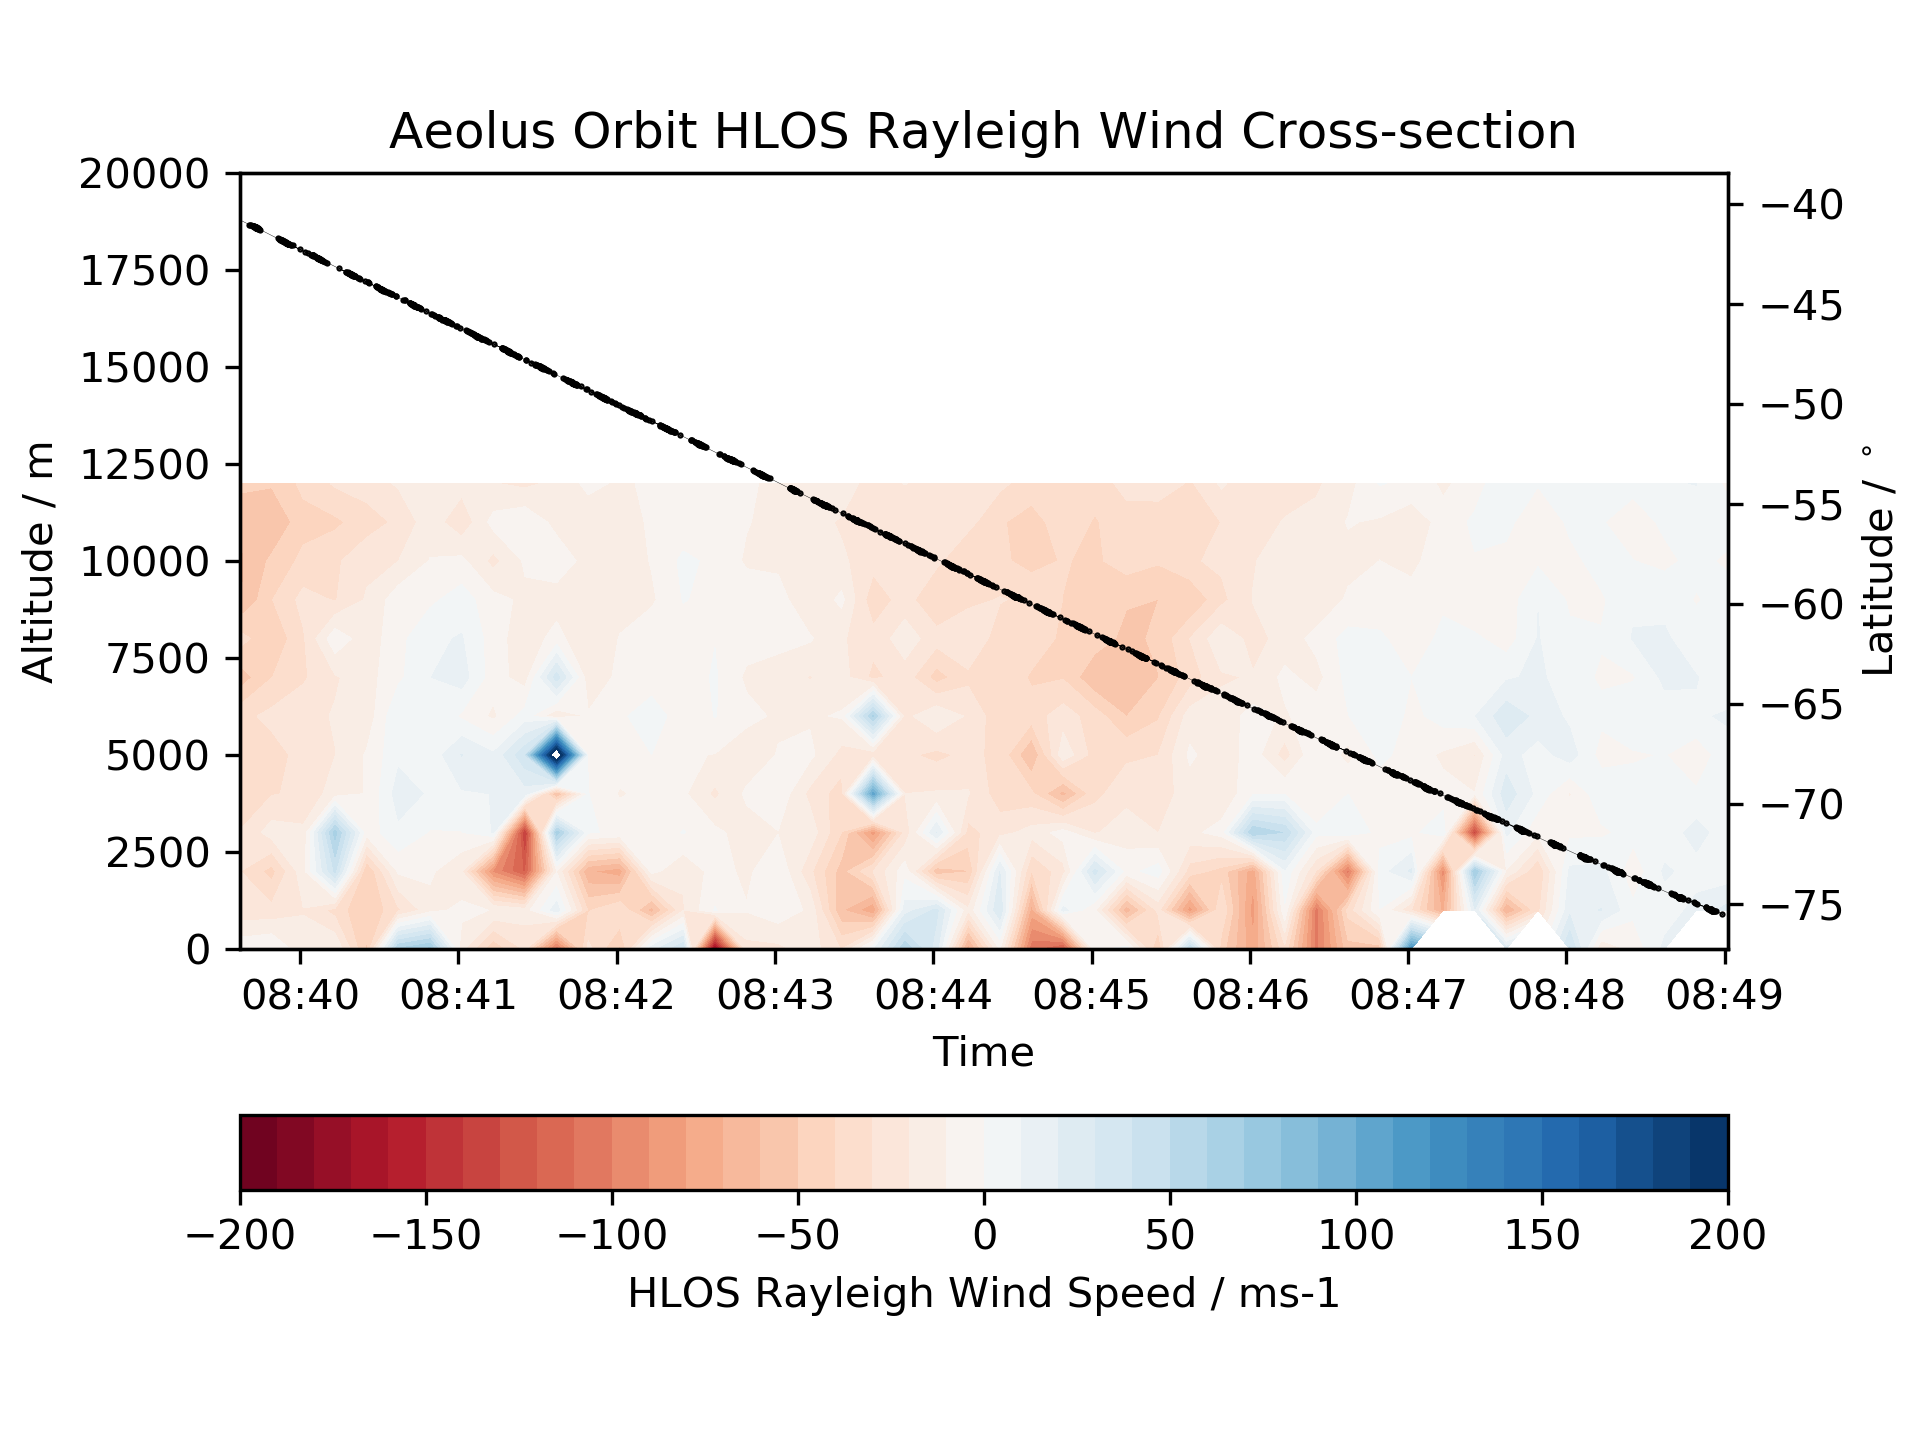 Aeolus Orbit HLOS Rayleigh Wind Cross-section
20000
17500
15000
12500
10000
7500
5000
2500
0
Altitude / m
−40
−45
−50
−55
−60
−65
−70
−75
Latitude / °
08:40 08:41 08:42 08:43 08:44 08:45 08:46 08:47 08:48 08:49
Time
−200 −150 −100 −50 0 50 100 150 200
HLOS Rayleigh Wind Speed / ms-1